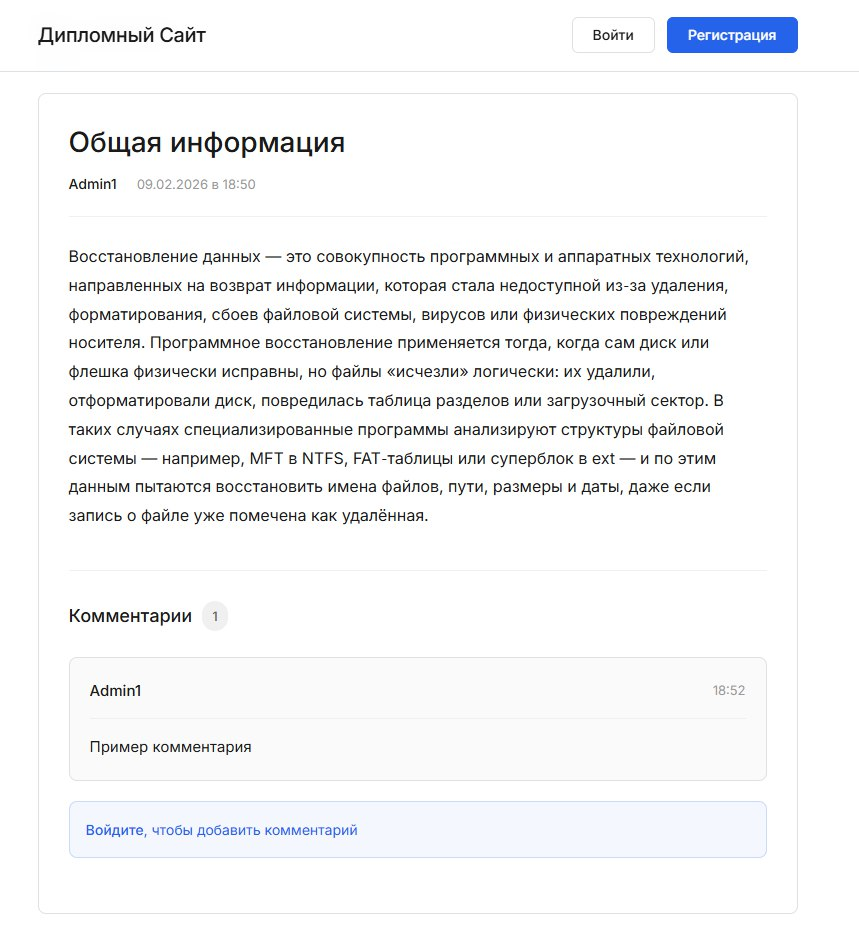 Дипломный Сайт
Войти
Регистрация
Общая информация
Admin1 09.02.2026 в 18:50
Восстановление данных — это совокупность программных и аппаратных технологий,
направленных на возврат информации, которая стала недоступной из-за удаления,
форматирования, сбоев файловой системы, вирусов или физических повреждений
носителя. Программное восстановление применяется тогда, когда сам диск или
флешка физически исправны, но файлы «исчезли» логически: их удалили,
отформатировали диск, повредилась таблица разделов или загрузочный сектор. В
таких случаях специализированные программы анализируют структуры файловой
системы — например, MFT в NTFS, FAT-таблицы или суперблок в ext — и по этим
данным пытаются восстановить имена файлов, пути, размеры и даты, даже если
запись о файле уже помечена как удалённая.
Комментарии 1
Admin1 18:52
Пример комментария
Войдите, чтобы добавить комментарий